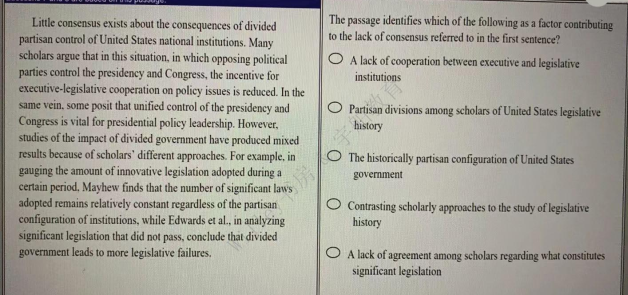 Little consensus exists about the consequences of divided
partisan control of United States national institutions. Many
scholars argue that in this situation, in which opposing political
parties control the presidency and Congress, the incentive for
executive-legislative cooperation on policy issues is reduced. In the
same vein, some posit that unified control of the presidency and
Congress is vital for presidential policy leadership. However,
studies of the impact of divided government have produced mixed
results because of scholars' different approaches. For example, in
gauging the amount of innovative legislation adopted during a
certain period, Mayhew finds that the number of significant laws
adopted remains relatively constant regardless of the partisan
configuration of institutions, while Edwards et al., in analyzing
significant legislation that did not pass, conclude that divided
government leads to more legislative failures.
The passage identifies which of the following as a factor contributing
to the lack of consensus referred to in the first sentence?
A lack of cooperation between executive and legislative
institutions
Partisan divisions among scholars of United States legislative
history
The historically partisan configuration of United States
government
Contrasting scholarly approaches to the study of legislative
history
A lack of agreement among scholars regarding what constitutes
significant legislation